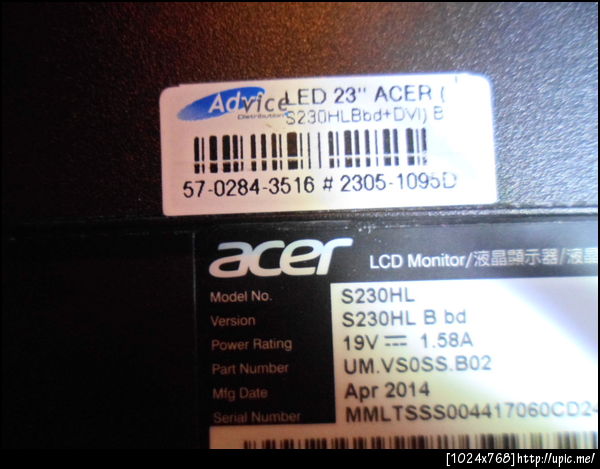 Advice LED 23" ACER (
Distribution S230HLBbd+DVI) B
57-0284-3516 # 2305-1095D
acer LCD Monitor/液晶顯示器/液晶
Model No. S230HL
Version S230HL B bd
Power Rating 19V ⎓ 1.58A
Part Number UM.VS0SS.B02
Mfg Date Apr 2014
Serial Number MMLTSSS004417060CD2
[1024x768]http://upic.me/